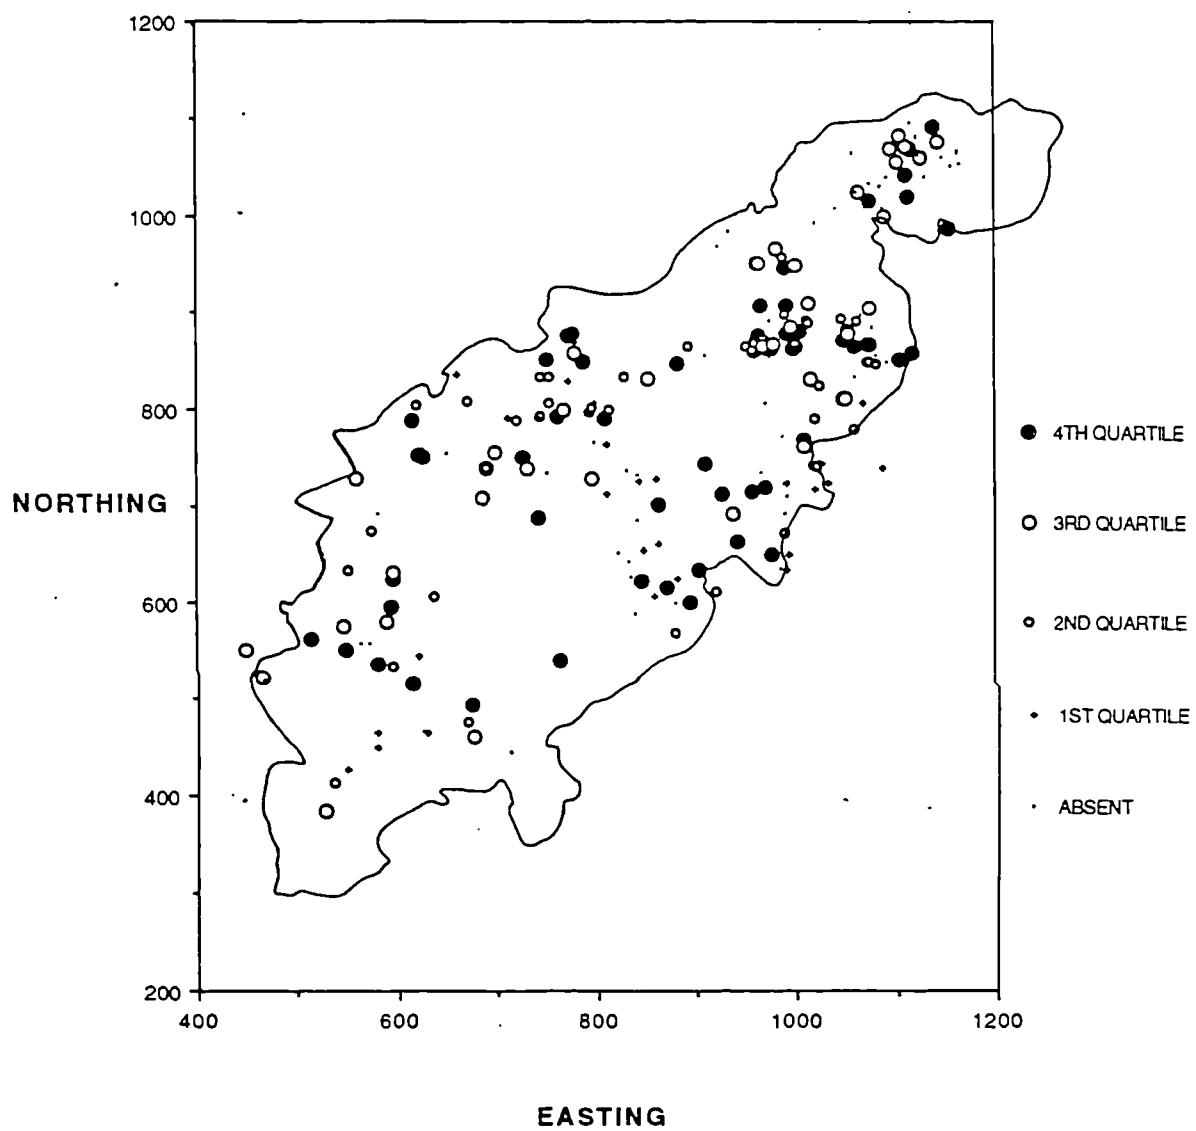 1200
1000
800
600
400
200
NORTHING
400 600 800 1000 1200
EASTING
4TH QUARTILE
3RD QUARTILE
2ND QUARTILE
1ST QUARTILE
ABSENT